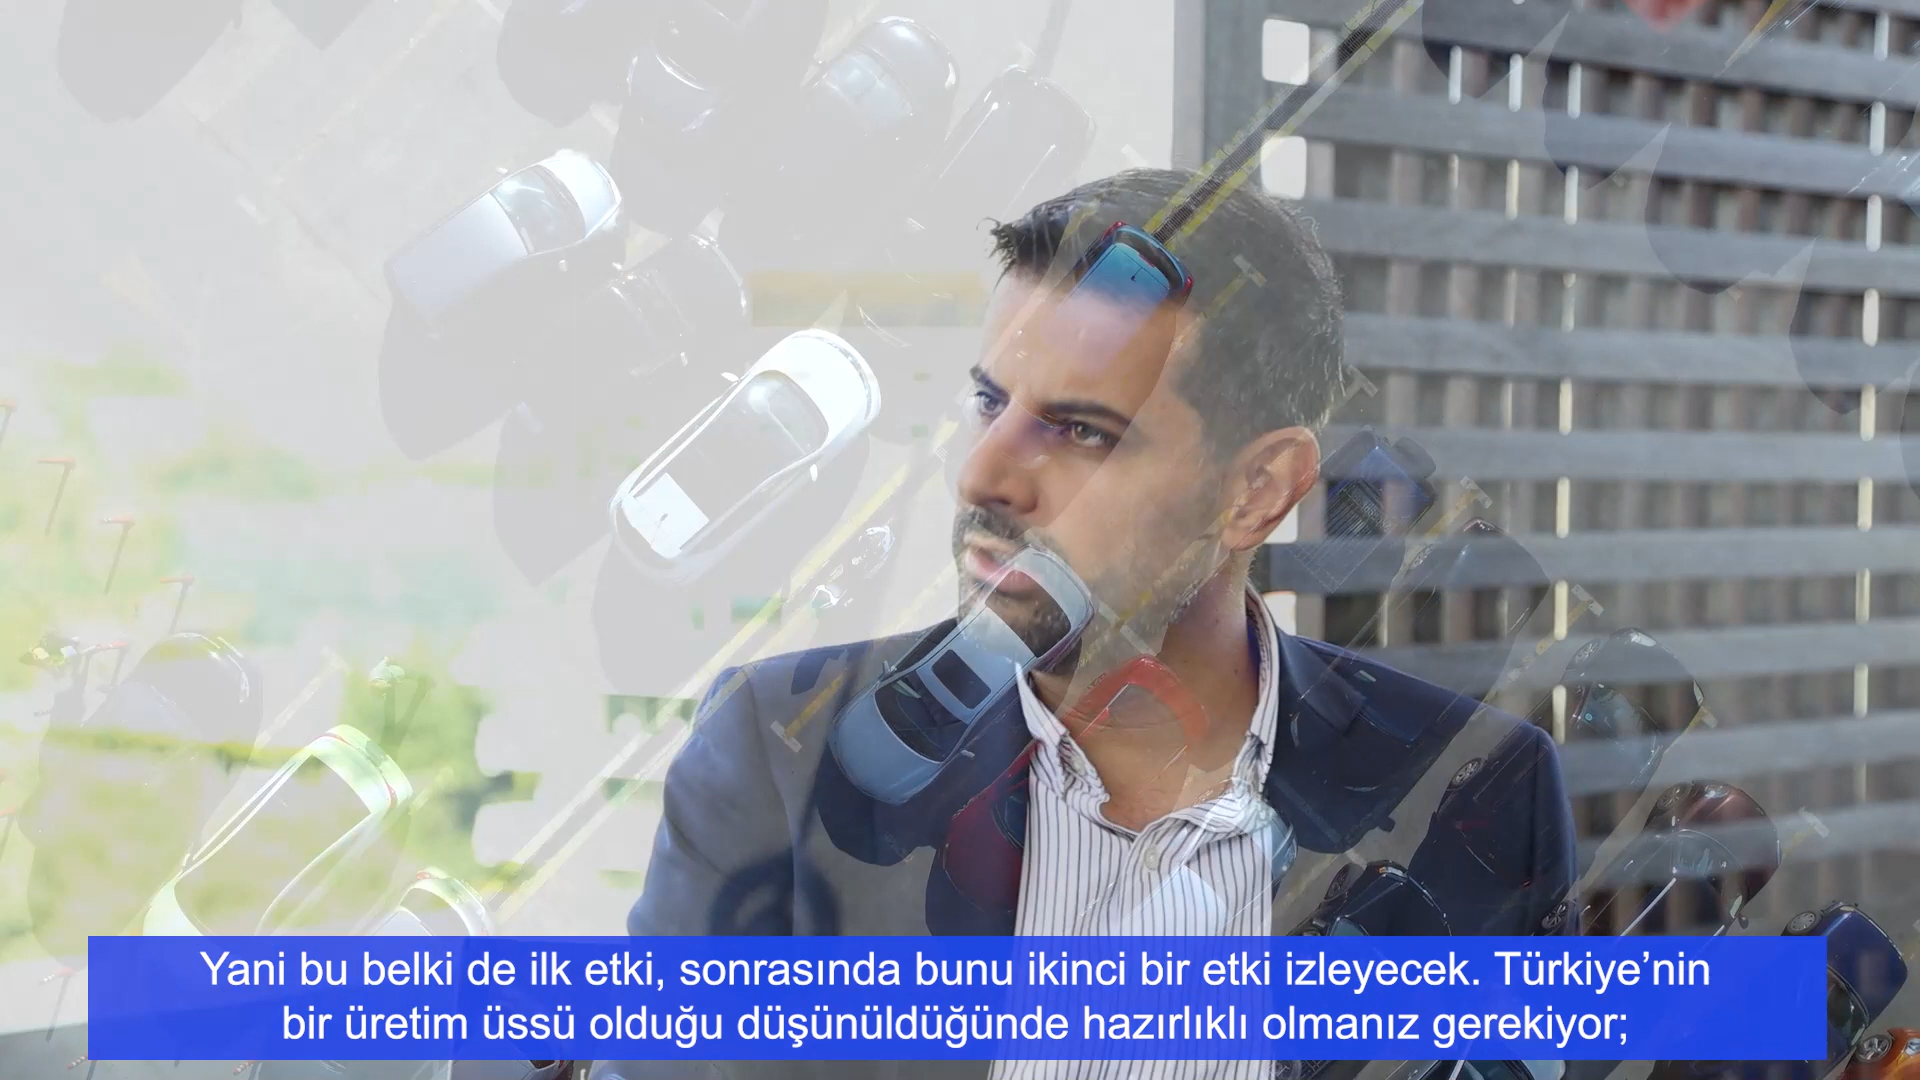 Yani bu belki de ilk etki, sonrasında bunu ikinci bir etki izleyecek. Türkiye’nin
bir üretim üssü olduğu düşünüldüğünde hazırlıklı olmanız gerekiyor;